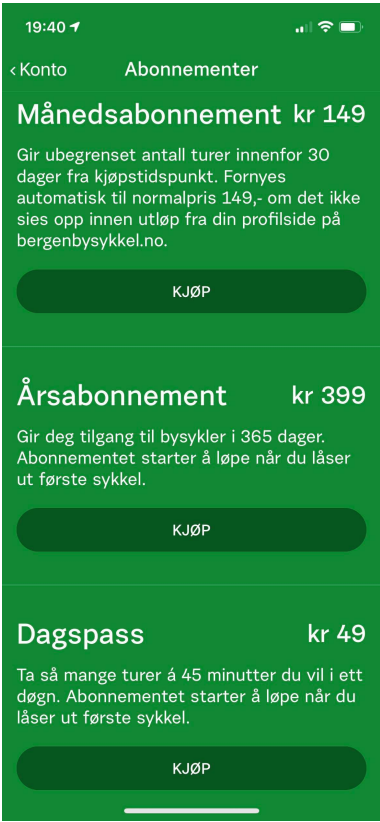 19:40
Konto
Abonnementer
Månedsabonnement kr 149
Gir ubegrenset antall turer innenfor 30
dager fra kjøpstidspunkt. Fornyes
automatisk til normalpris 149,- om det ikke
sies opp innen utløp fra din profilside på
bergenbysykkel.no.
KJØP
Årsabonnement kr 399
Gir deg tilgang til bysykler i 365 dager.
Abonnementet starter å løpe når du låser
ut første sykkel.
KJØP
Dagspass kr 49
Ta så mange turer á 45 minutter du vil i ett
døgn. Abonnementet starter å løpe når du
låser ut første sykkel.
KJØP